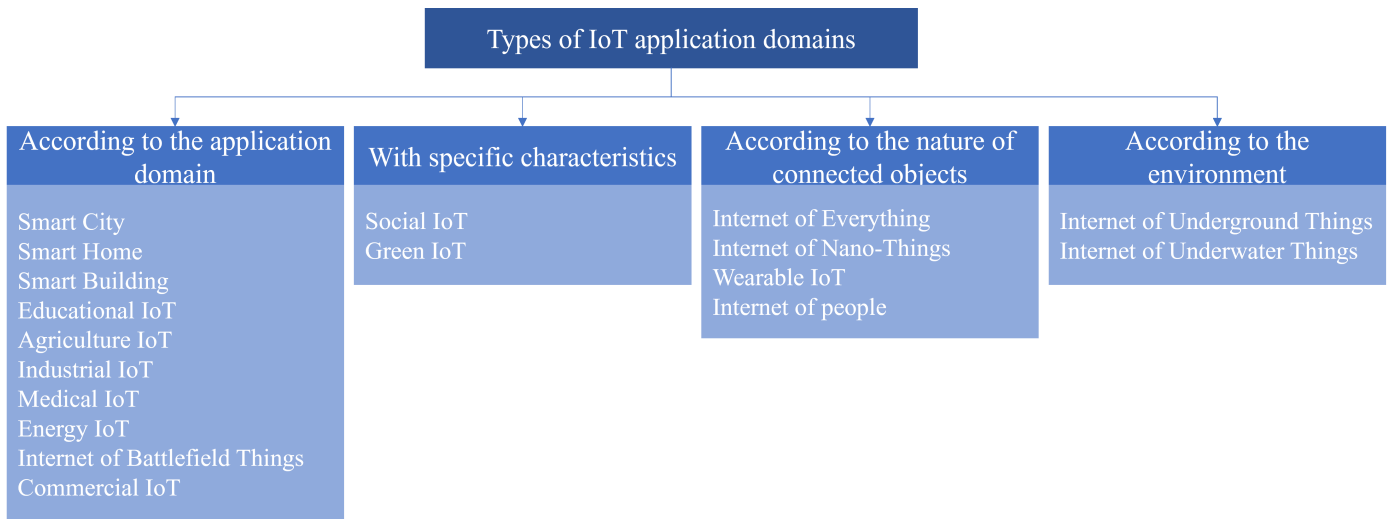 Types of IoT application domains
According to the application
domain
Smart City
Smart Home
Smart Building
Educational IoT
Agriculture IoT
Industrial IoT
Medical IoT
Energy IoT
Internet of Battlefield Things
Commercial IoT
With specific characteristics
Social IoT
Green IoT
According to the nature of
connected objects
Internet of Everything
Internet of Nano-Things
Wearable IoT
Internet of people
According to the
environment
Internet of Underground Things
Internet of Underwater Things